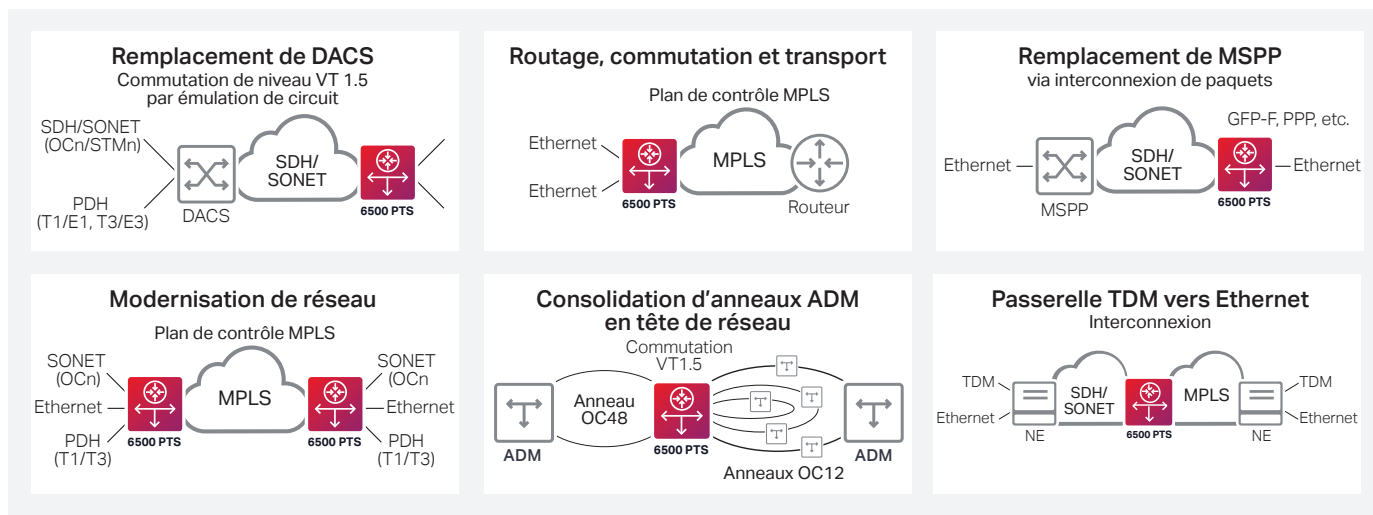 Remplacement de DACS
Commutation de niveau VT 1.5
par émulation de circuit
SDH/SONET
(OCn/STMn)
PDH
(T1/E1, T3/E3)
DACS
SDH/
SONET
6500 PTS
Routage, commutation et transport
Plan de contrôle MPLS
Ethernet
Ethernet
6500 PTS
MPLS
Routeur
Remplacement de MSPP
via interconnexion de paquets
GFP-F, PPP, etc.
Ethernet
MSPP
SDH/
SONET
6500 PTS
Ethernet
Modernisation de réseau
Plan de contrôle MPLS
SONET
(OCn)
Ethernet
PDH
(T1/T3)
6500 PTS
MPLS
6500 PTS
SONET
(OCn
Ethernet
PDH
(T1/T3)
Consolidation d’anneaux ADM
en tête de réseau
Commutation
VT1.5
ADM
Anneau
OC48
6500 PTS
Anneaux OC12
ADM
Passerelle TDM vers Ethernet
Interconnexion
TDM
Ethernet
NE
SDH/
SONET
6500 PTS
MPLS
NE
TDM
Ethernet